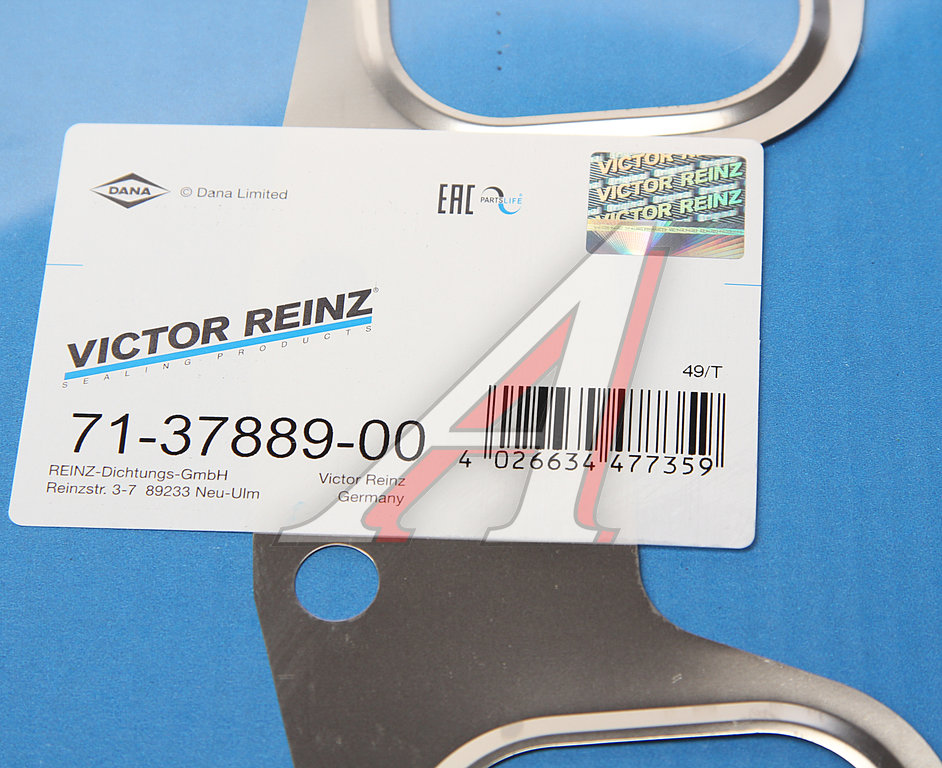 DANA
© Dana Limited
EAC
PARTSLIFE®
VICTOR REINZ
VICTOR REINZ
VICTOR REINZ
VICTOR REINZ®
SEALING PRODUCTS
49/T
71-37889-00
4 026634 477359
REINZ-Dichtungs-GmbH
Reinzstr. 3-7 89233 Neu-Ulm
Victor Reinz
Germany